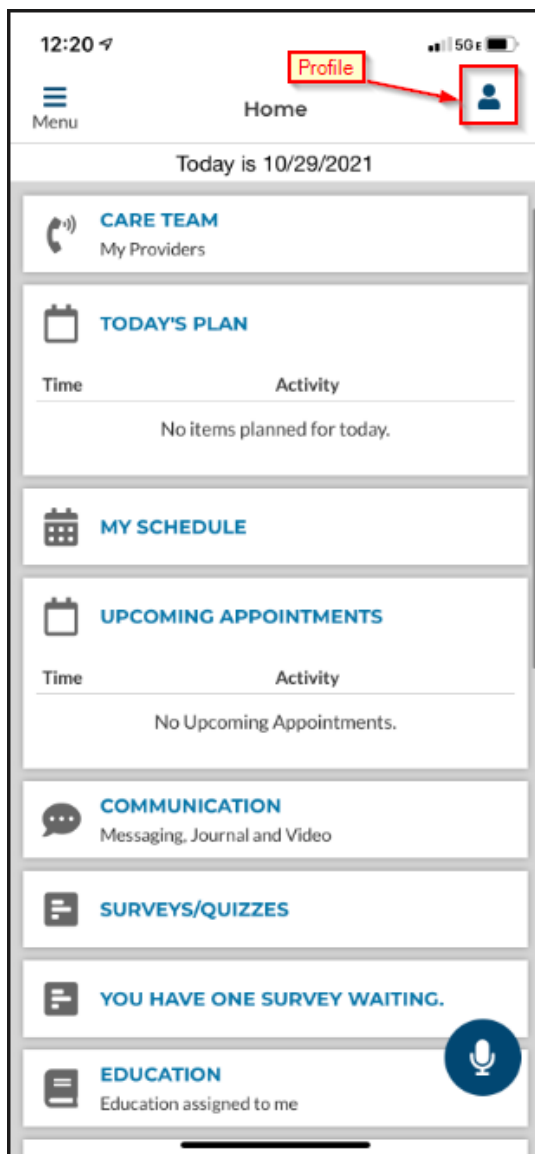 12:20
5GE
Profile
Menu
Home
Today is 10/29/2021
CARE TEAM
My Providers
TODAY'S PLAN
Time Activity
No items planned for today.
MY SCHEDULE
UPCOMING APPOINTMENTS
Time Activity
No Upcoming Appointments.
COMMUNICATION
Messaging, Journal and Video
SURVEYS/QUIZZES
YOU HAVE ONE SURVEY WAITING.
EDUCATION
Education assigned to me